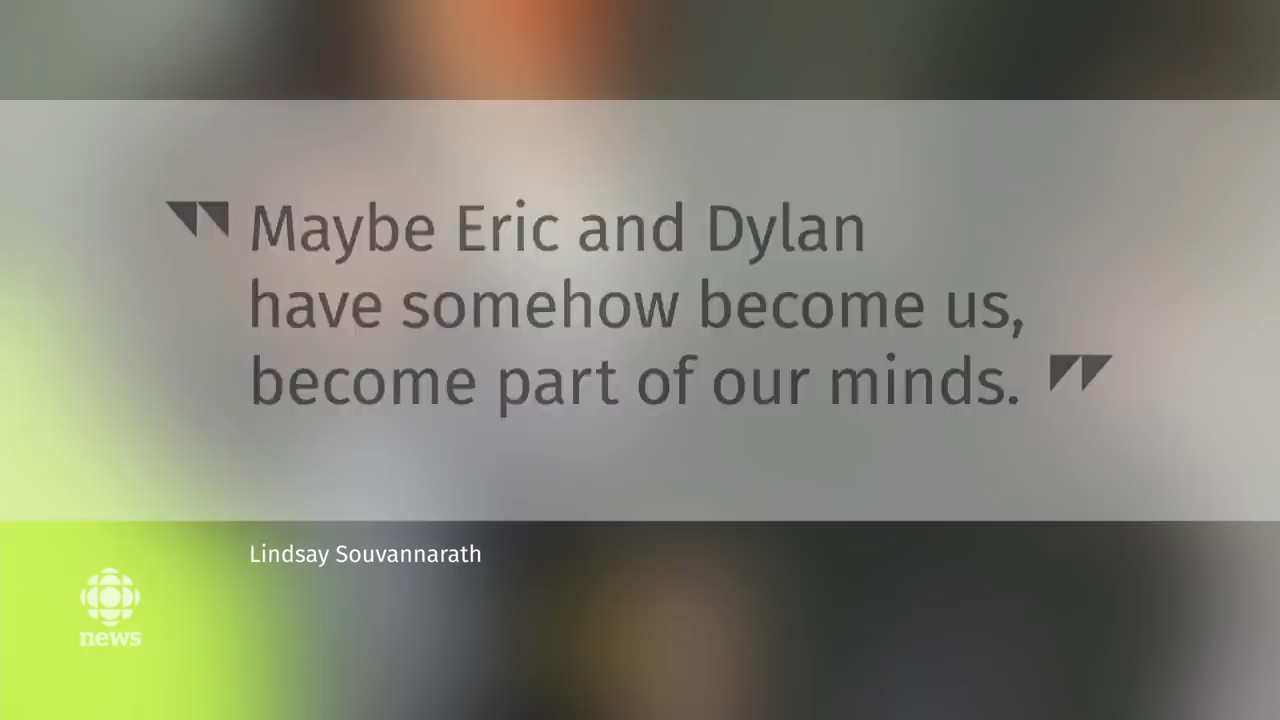 Maybe Eric and Dylan
have somehow become us,
become part of our minds.
Lindsay Souvannarath
news